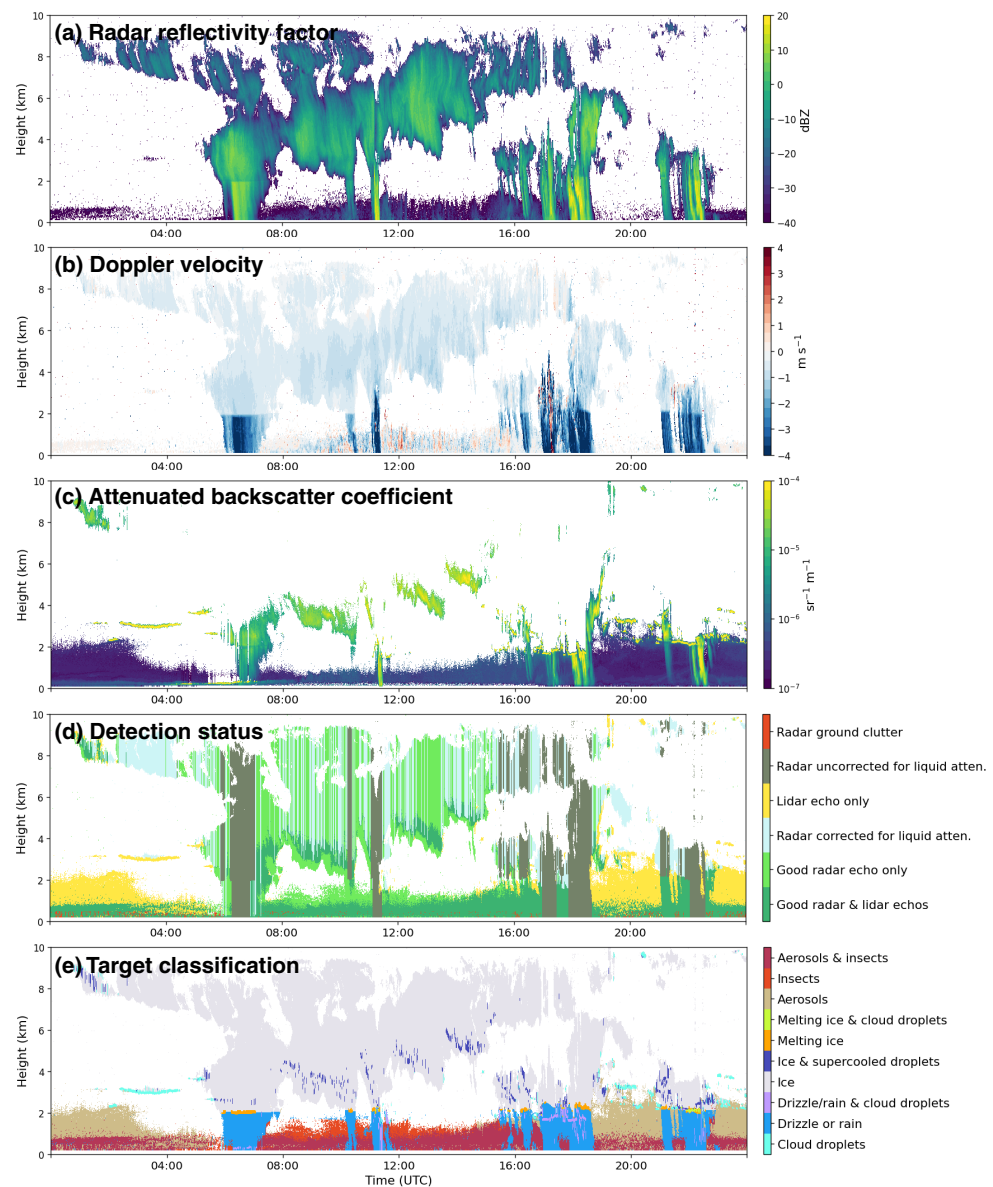 (a) Radar reflectivity factor
Height (km)
10
8
6
4
2
0
04:00 08:00 12:00 16:00 20:00
20
10
0
−10
−20
−30
−40
dBZ
(b) Doppler velocity
Height (km)
10
8
6
4
2
0
04:00 08:00 12:00 16:00 20:00
4
3
2
1
0
−1
−2
−3
−4
m s⁻¹
(c) Attenuated backscatter coefficient
Height (km)
10
8
6
4
2
0
04:00 08:00 12:00 16:00 20:00
10⁻⁴
10⁻⁵
10⁻⁶
10⁻⁷
sr⁻¹ m⁻¹
(d) Detection status
Height (km)
10
8
6
4
2
0
04:00 08:00 12:00 16:00 20:00
Radar ground clutter
Radar uncorrected for liquid atten.
Lidar echo only
Radar corrected for liquid atten.
Good radar echo only
Good radar & lidar echos
(e) Target classification
Height (km)
10
8
6
4
2
0
04:00 08:00 12:00 16:00 20:00
Time (UTC)
Aerosols & insects
Insects
Aerosols
Melting ice & cloud droplets
Melting ice
Ice & supercooled droplets
Ice
Drizzle/rain & cloud droplets
Drizzle or rain
Cloud droplets